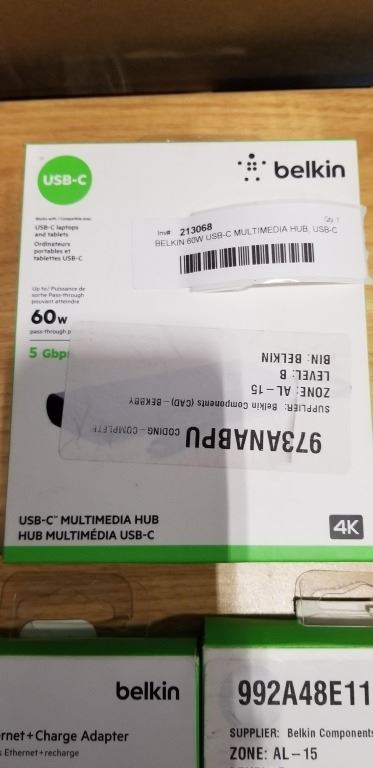 USB-C
belkin
Works with / Compatible avec
USB-C laptops
and tablets
Ordinateurs
portables et
tablettes USB-C
Inv#: 213068
Qty 1
BELKIN 60W USB-C MULTIMEDIA HUB, USB-C
Up to / Puissance de
sortie Pass-through
pouvant atteindre
60w
pass-through p
5 Gbps
973ANABPU
CODING - COMPLETE
SUPPLIER: Belkin Components (CAD) - BEKBBY
ZONE: AL-15
LEVEL: B
BIN: BELKIN
USB-C™ MULTIMEDIA HUB
HUB MULTIMÉDIA USB-C
4K
belkin
rnet+Charge Adapter
s Ethernet+recharge
992A48E11
SUPPLIER: Belkin Components
ZONE: AL-15